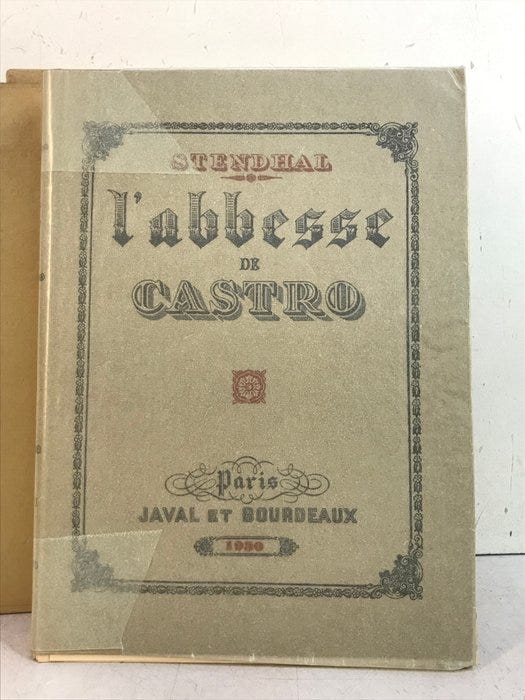 STENDHAL
l'abbesse
DE
CASTRO
Paris
JAVAL ET BOURDEAUX
1930